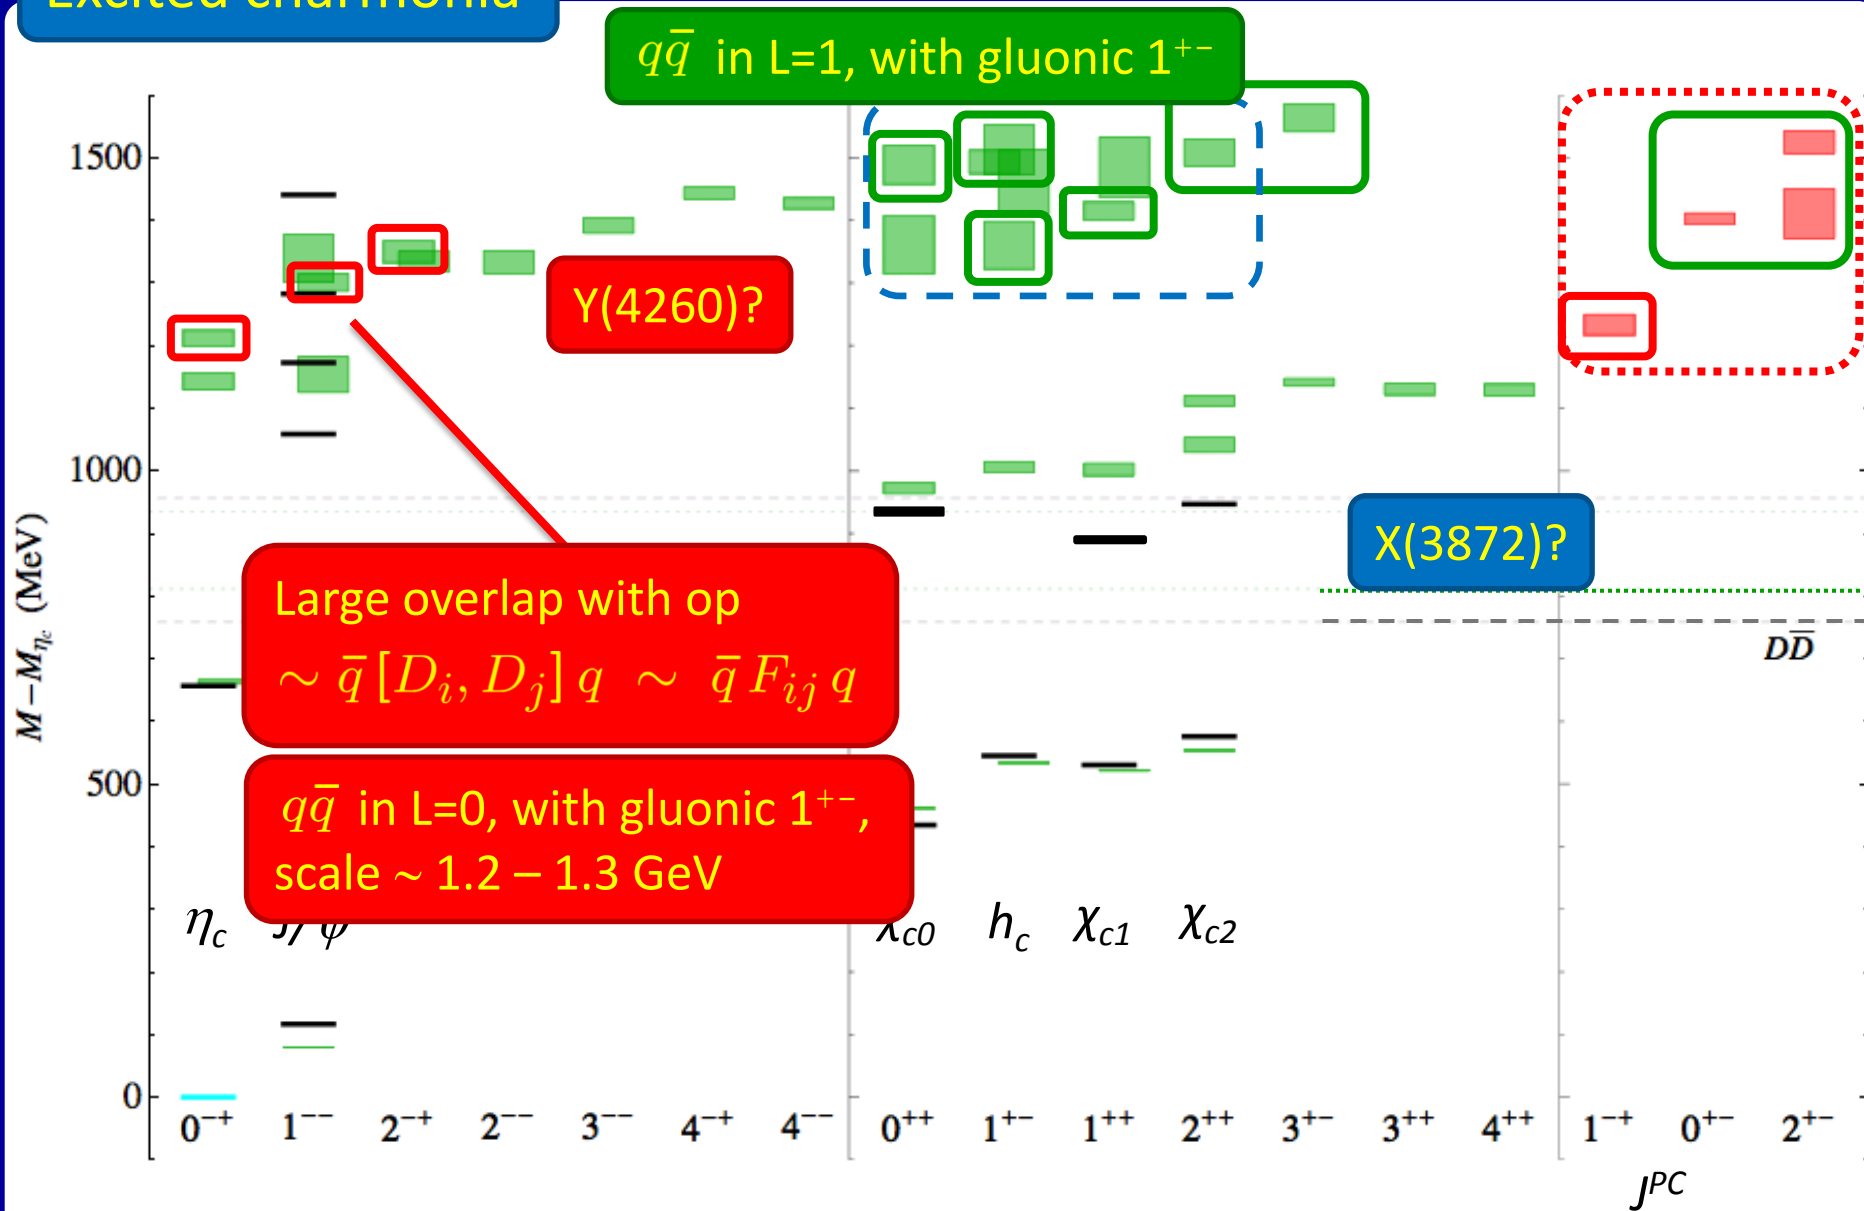 Excited charmonia
qq̄ in L=1, with gluonic 1⁺⁻
1500
1000
500
0
M−M_ηc (MeV)
Y(4260)?
X(3872)?
DD̄
Large overlap with op
∼ q̄ [D_i, D_j] q ∼ q̄ F_ij q
qq̄ in L=0, with gluonic 1⁺⁻,
scale ~ 1.2 – 1.3 GeV
η_c J/ψ χ_c0 h_c χ_c1 χ_c2
0⁻⁺ 1⁻⁻ 2⁻⁺ 2⁻⁻ 3⁻⁻ 4⁻⁺ 4⁻⁻ 0⁺⁺ 1⁺⁻ 1⁺⁺ 2⁺⁺ 3⁺⁻ 3⁺⁺ 4⁺⁺ 1⁻⁺ 0⁺⁻ 2⁺⁻
J^PC